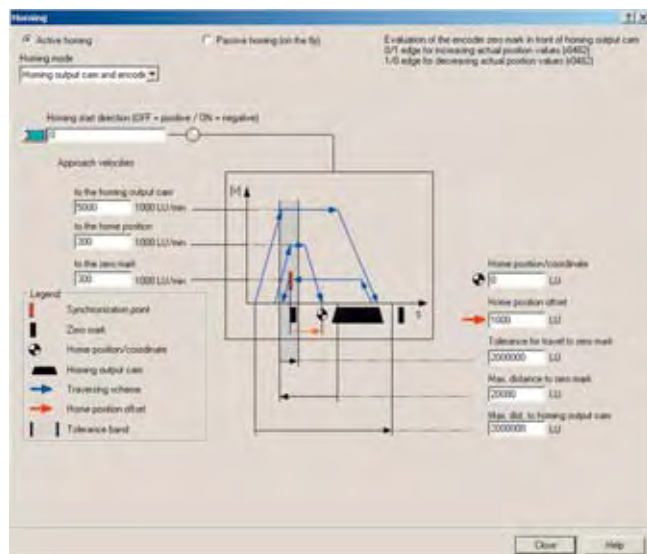 Homing
Active homing
Passive homing (on the fly)
Evaluation of the encoder zero mark in front of homing output cam
0/1 edge for increasing actual position values (r0482)
1/0 edge for decreasing actual position values (r0482)
Homing mode
Homing output cam and encode
Homing start direction (OFF = positive / ON = negative)
0
Approach velocities
to the homing output cam
5000 1000 LU/min
to the home position
300 1000 LU/min
to the zero mark
300 1000 LU/min
|v|
S
Legend
Synchronization point
Zero mark
Home position/coordinate
Homing output cam
Traversing scheme
Home position offset
Tolerance band
Home position/coordinate
0 LU
Home position offset
1000 LU
Tolerance for travel to zero mark
2000000 LU
Max. distance to zero mark
20000 LU
Max. dist. to homing output cam
2000000 LU
Close
Help